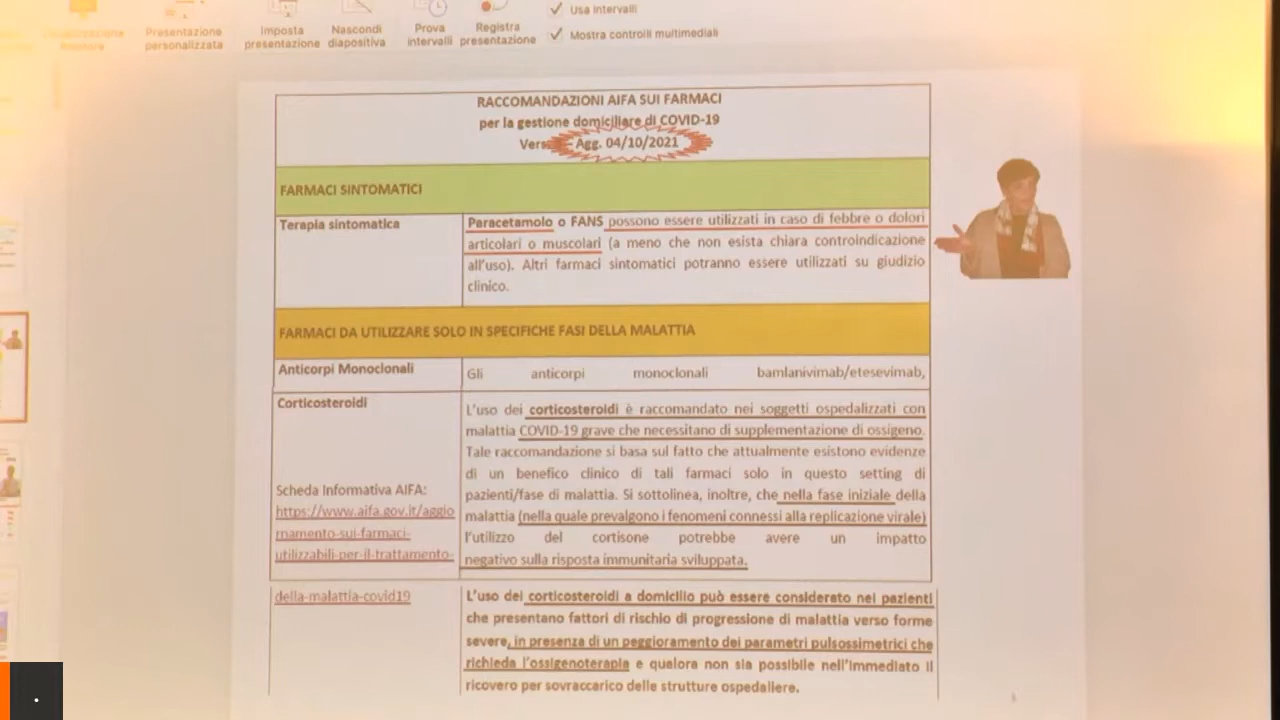 Presentazione
personalizzata
Imposta
presentazione
Nascondi
diapositiva
Prova
intervalli
Registra
presentazione
Usa intervalli
Mostra controlli multimediali
RACCOMANDAZIONI AIFA SUI FARMACI
per la gestione domiciliare di COVID-19
Agg. 04/10/2021
FARMACI SINTOMATICI
Terapia sintomatica
Paracetamolo o FANS possono essere utilizzati in caso di febbre o dolori
articolari o muscolari (a meno che non esista chiara controindicazione
all'uso). Altri farmaci sintomatici potranno essere utilizzati su giudizio
clinico.
FARMACI DA UTILIZZARE SOLO IN SPECIFICHE FASI DELLA MALATTIA
Anticorpi Monoclonali
Gli anticorpi monoclonali bamlanivimab/etesevimab,
Corticosteroidi
Scheda Informativa AIFA:
https://www.aifa.gov.it/aggio
rnamento-sui-farmaci-
utilizzabili-per-il-trattamento-
della-malattia-covid19
L'uso dei corticosteroidi è raccomandato nei soggetti ospedalizzati con
malattia COVID-19 grave che necessitano di supplementazione di ossigeno.
Tale raccomandazione si basa sul fatto che attualmente esistono evidenze
di un benefico clinico di tali farmaci solo in questo setting di
pazienti/fase di malattia. Si sottolinea, inoltre, che nella fase iniziale della
malattia (nella quale prevalgono i fenomeni connessi alla replicazione virale)
l'utilizzo del cortisone potrebbe avere un impatto
negativo sulla risposta immunitaria sviluppata.
L'uso dei corticosteroidi a domicilio può essere considerato nei pazienti
che presentano fattori di rischio di progressione di malattia verso forme
severe, in presenza di un peggioramento dei parametri pulsossimetrici che
richieda l'ossigenoterapia e qualora non sia possibile nell'immediato il
ricovero per sovraccarico delle strutture ospedaliere.